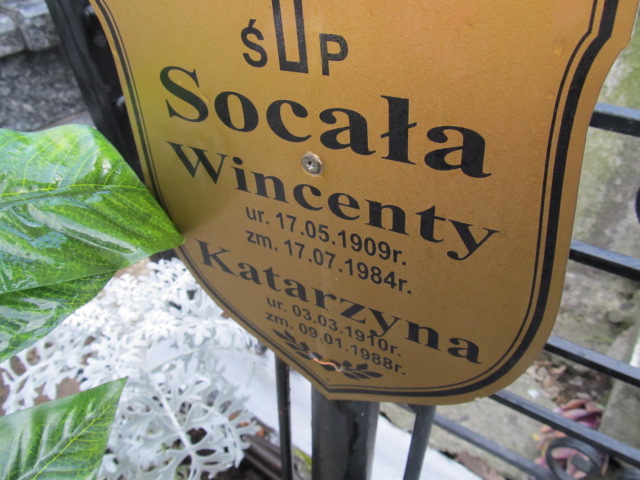 Ś P
Socała
Wincenty
ur. 17.05.1909r.
zm. 17.07.1984r.
Katarzyna
ur. 03.03.1910r.
zm. 09.01.1988r.